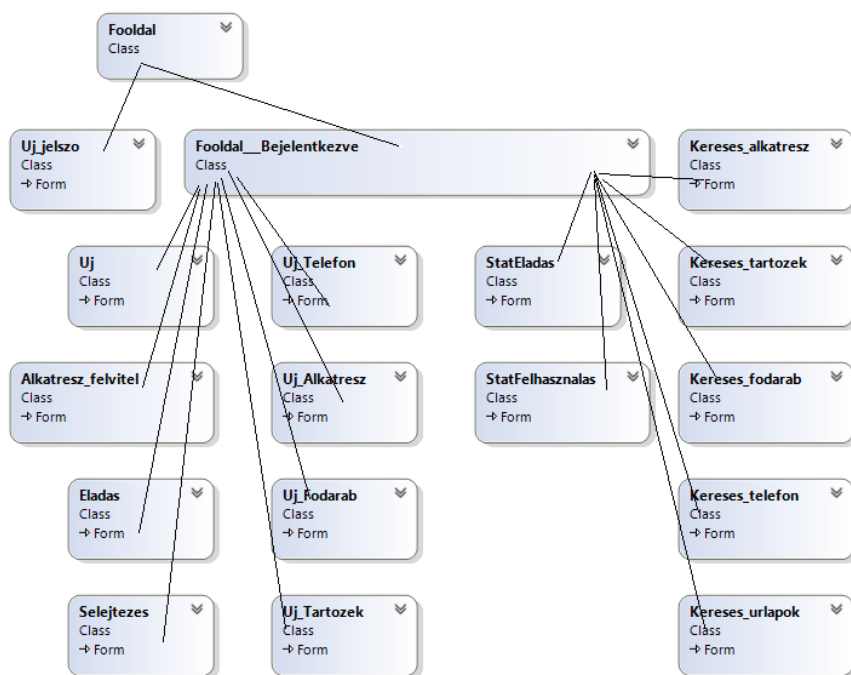 Fooldal
Class
Uj_jelszo
Class
Form
Fooldal__Bejelentkezve
Class
Kereses_alkatresz
Class
Form
Uj
Class
Form
Uj_Telefon
Class
Form
StatEladas
Class
Form
Kereses_tartozek
Class
Form
Alkatresz_felvitel
Class
Form
Uj_Alkatresz
Class
Form
StatFelhasznalas
Class
Form
Kereses_fodarab
Class
Form
Eladas
Class
Form
Uj_Fodarab
Class
Form
Kereses_telefon
Class
Form
Selejtezes
Class
Form
Uj_Tartozek
Class
Form
Kereses_urlapok
Class
Form